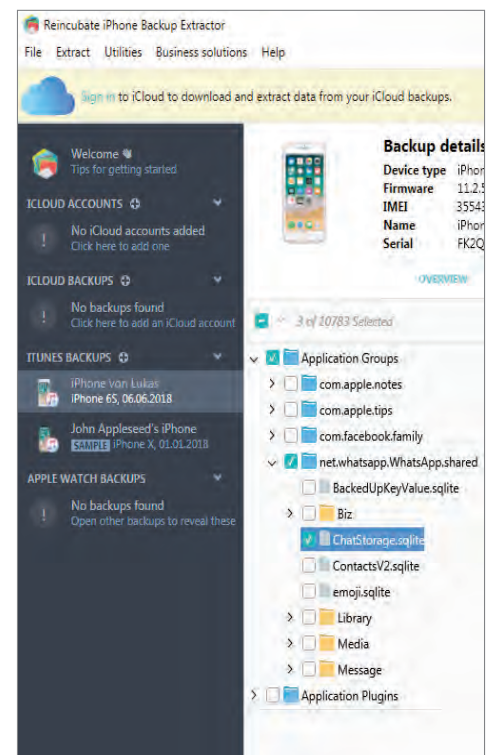 Reincubate iPhone Backup Extractor
File Extract Utilities Business solutions Help
Sign in to iCloud to download and extract data from your iCloud backups.
Welcome
Tips for getting started
ICLOUD ACCOUNTS
No iCloud accounts added
Click here to add one
ICLOUD BACKUPS
No backups found
Click here to add an iCloud account
ITUNES BACKUPS
iPhone von Lukas
iPhone 6S, 06.06.2018
John Appleseed's iPhone
SAMPLE iPhone X, 01.01.2018
APPLE WATCH BACKUPS
No backups found
Open other backups to reveal these
Backup details
Device type iPhor
Firmware 11.2.5
IMEI 35543
Name iPhor
Serial FK2Q
OVERVIEW
3 of 10783 Selected
Application Groups
com.apple.notes
com.apple.tips
com.facebook.family
net.whatsapp.WhatsApp.shared
BackedUpKeyValue.sqlite
Biz
ChatStorage.sqlite
ContactsV2.sqlite
emoji.sqlite
Library
Media
Message
Application Plugins